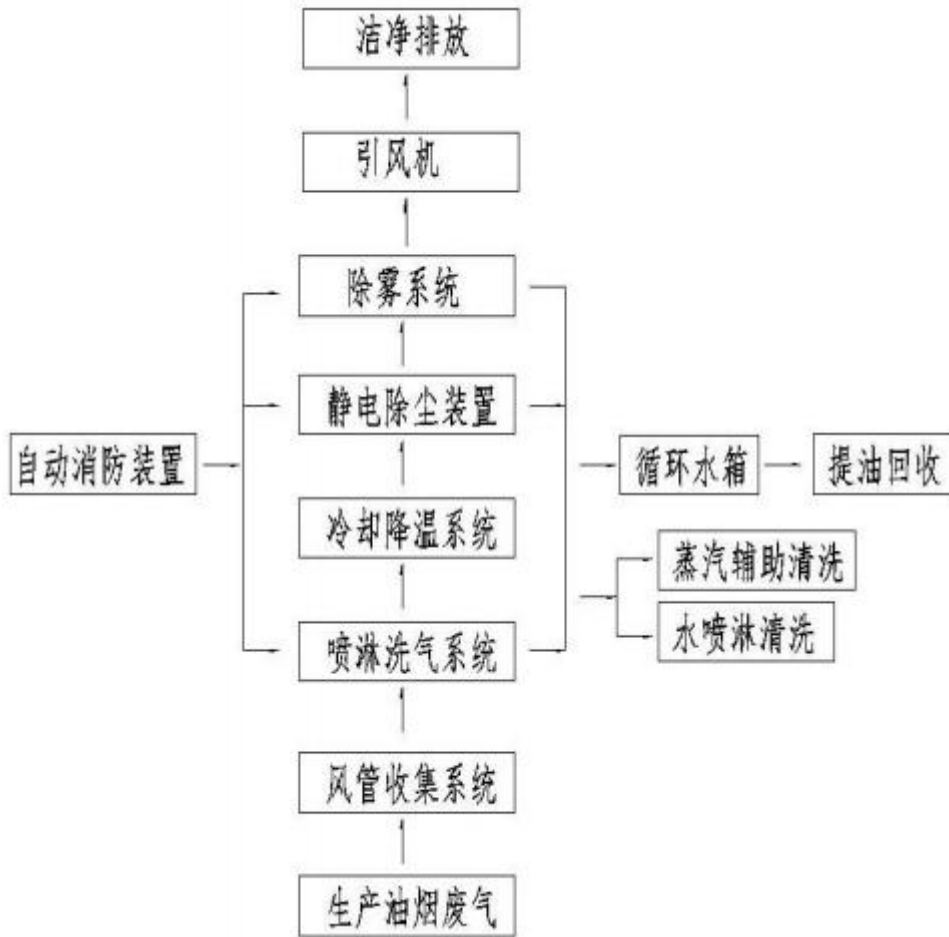 洁净排放
引风机
除雾系统
静电除尘装置
自动消防装置
循环水箱
提油回收
冷却降温系统
蒸汽辅助清洗
喷淋洗气系统
水喷淋清洗
风管收集系统
生产油烟废气